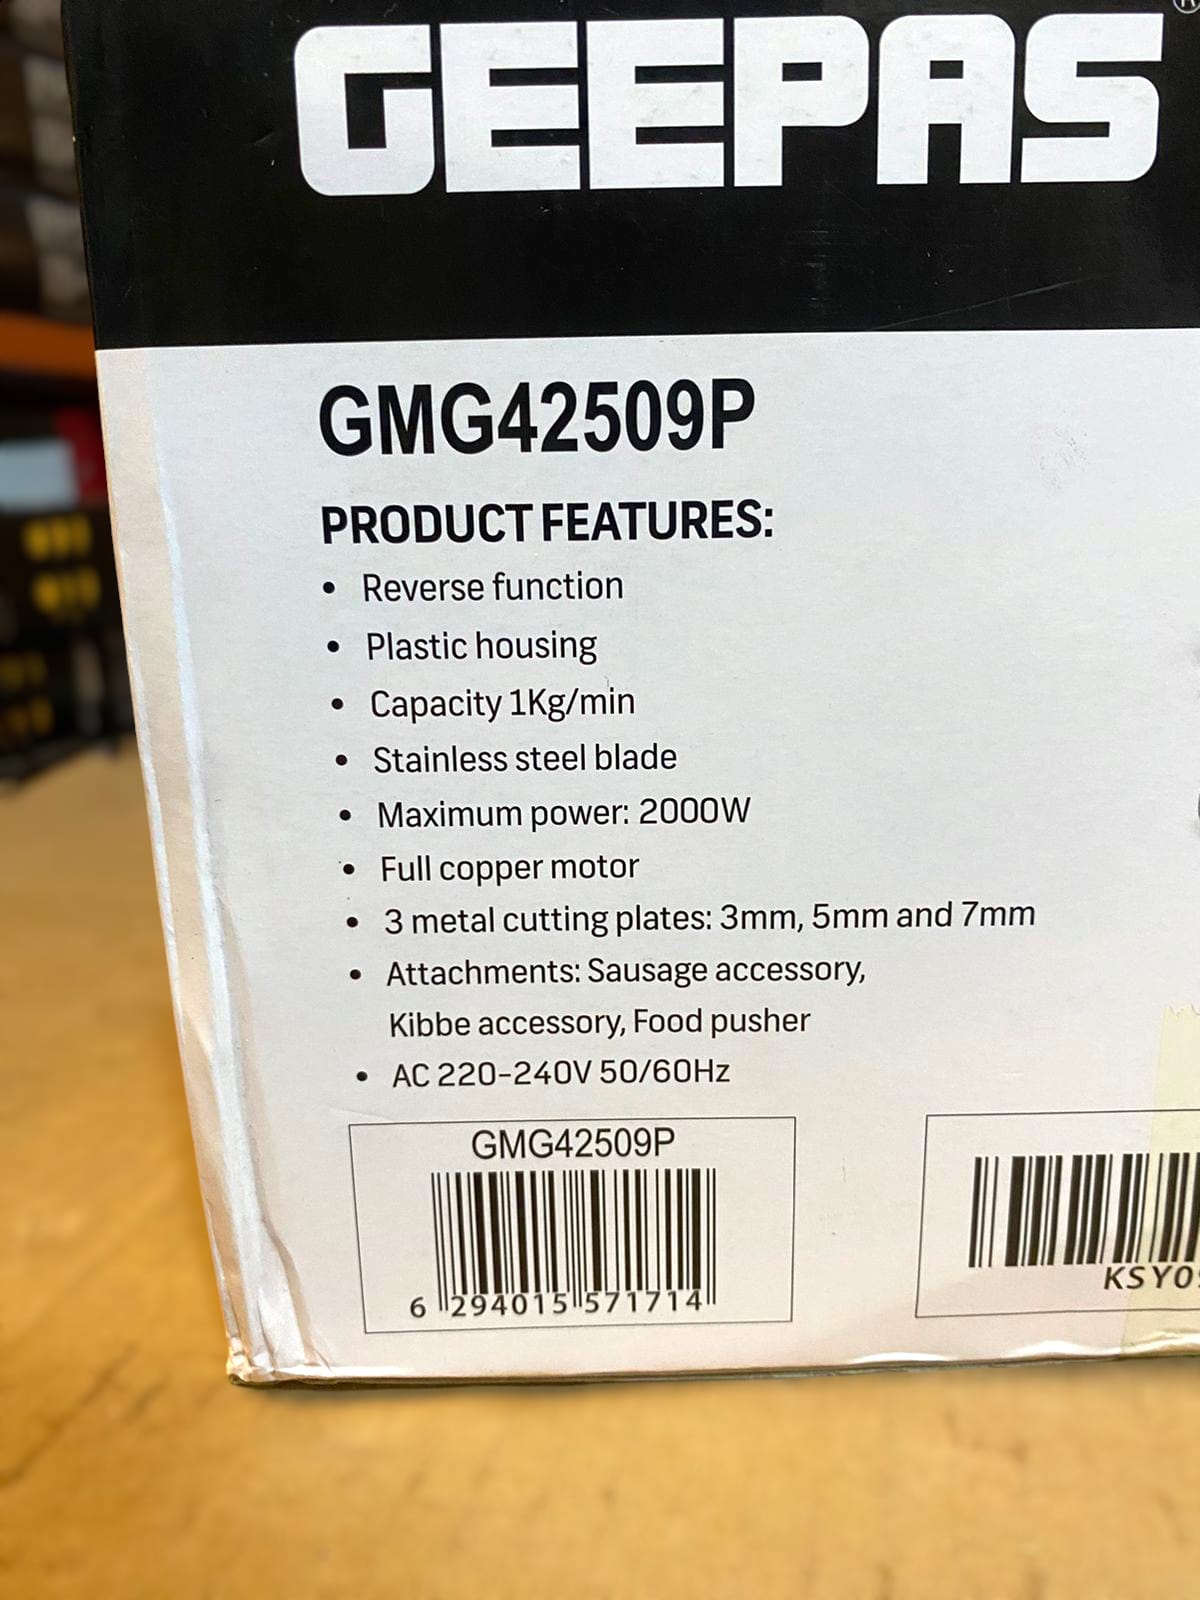 GEEPAS®
GMG42509P
PRODUCT FEATURES:
• Reverse function
• Plastic housing
• Capacity 1Kg/min
• Stainless steel blade
• Maximum power: 2000W
• Full copper motor
• 3 metal cutting plates: 3mm, 5mm and 7mm
• Attachments: Sausage accessory,
Kibbe accessory, Food pusher
• AC 220-240V 50/60Hz
GMG42509P
6 294015 571714